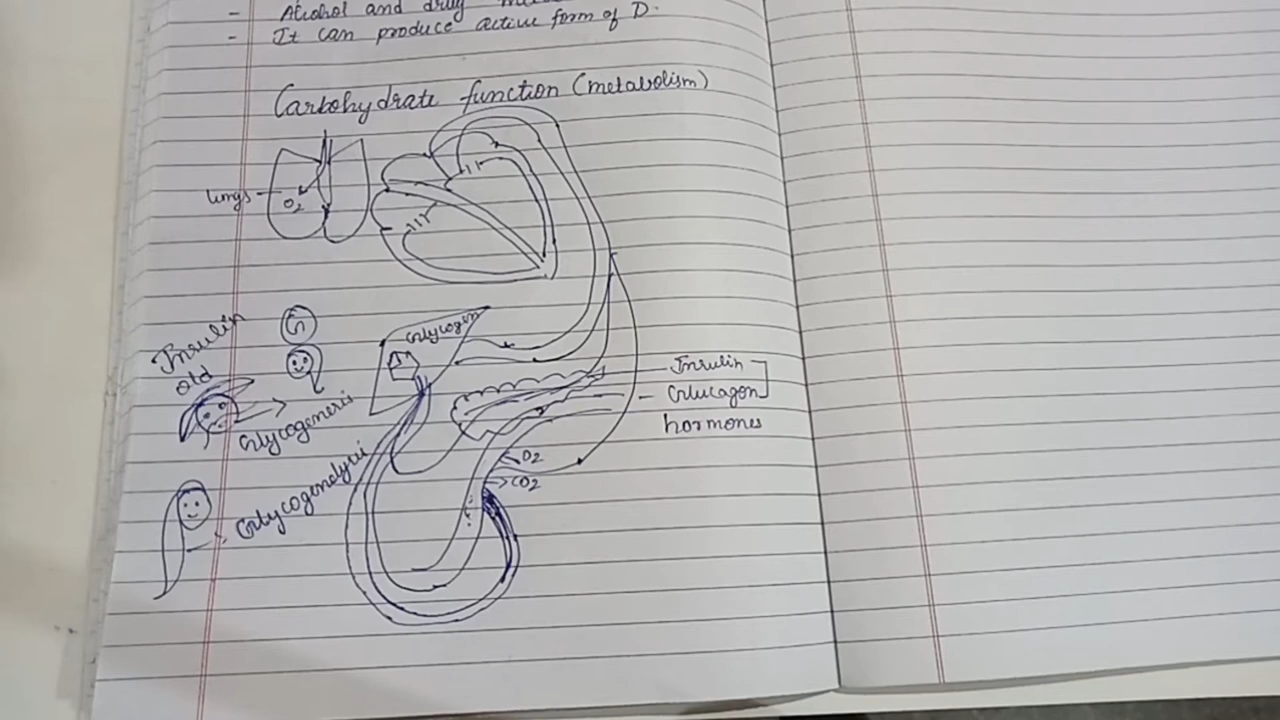 - Alcohol and drug
- It can produce active form of D.
Carbohydrate function (metabolism)
lungs
O2
Glycogen
Insulin
old
G
Glycogenesis
Glycogenolysis
Insulin
Glucagon
hormones
O2
CO2